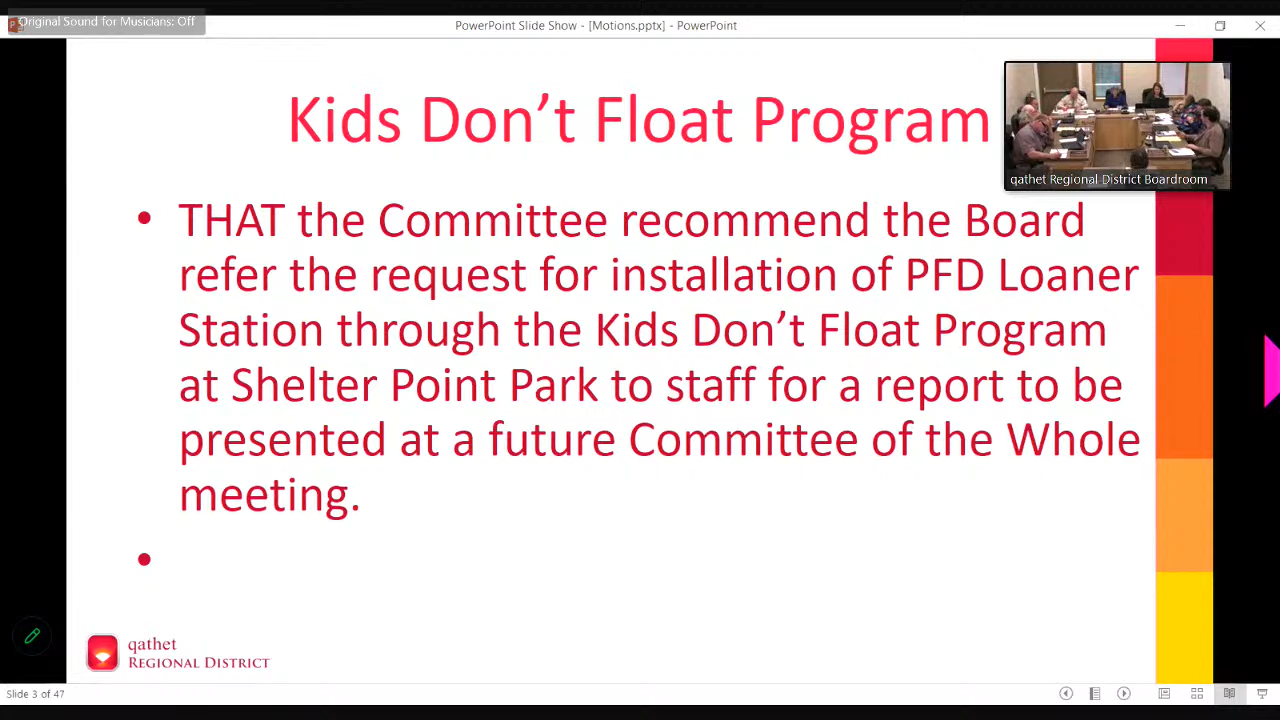 Original Sound for Musicians: Off
PowerPoint Slide Show - [Motions.pptx] - PowerPoint
Kids Don’t Float Program
qathet Regional District Boardroom
• THAT the Committee recommend the Board
refer the request for installation of PFD Loaner
Station through the Kids Don’t Float Program
at Shelter Point Park to staff for a report to be
presented at a future Committee of the Whole
meeting.
•
qathet
REGIONAL DISTRICT
Slide 3 of 47